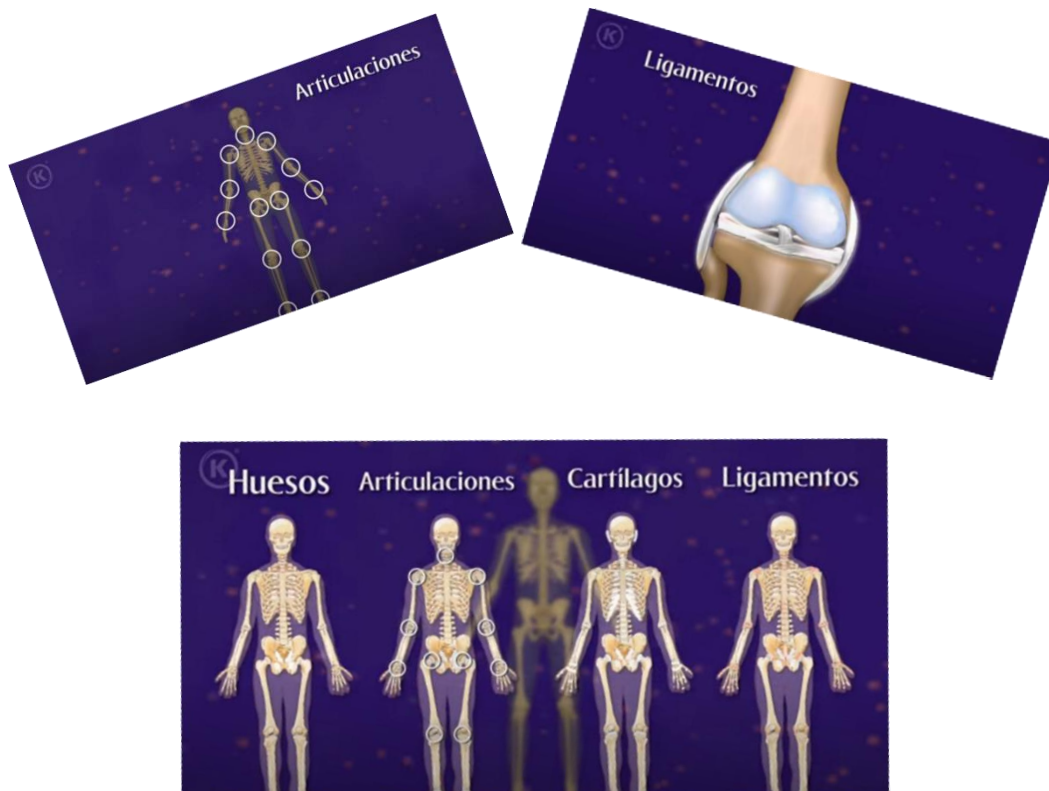 Articulaciones
K
Ligamentos
K
K
Huesos Articulaciones Cartílagos Ligamentos